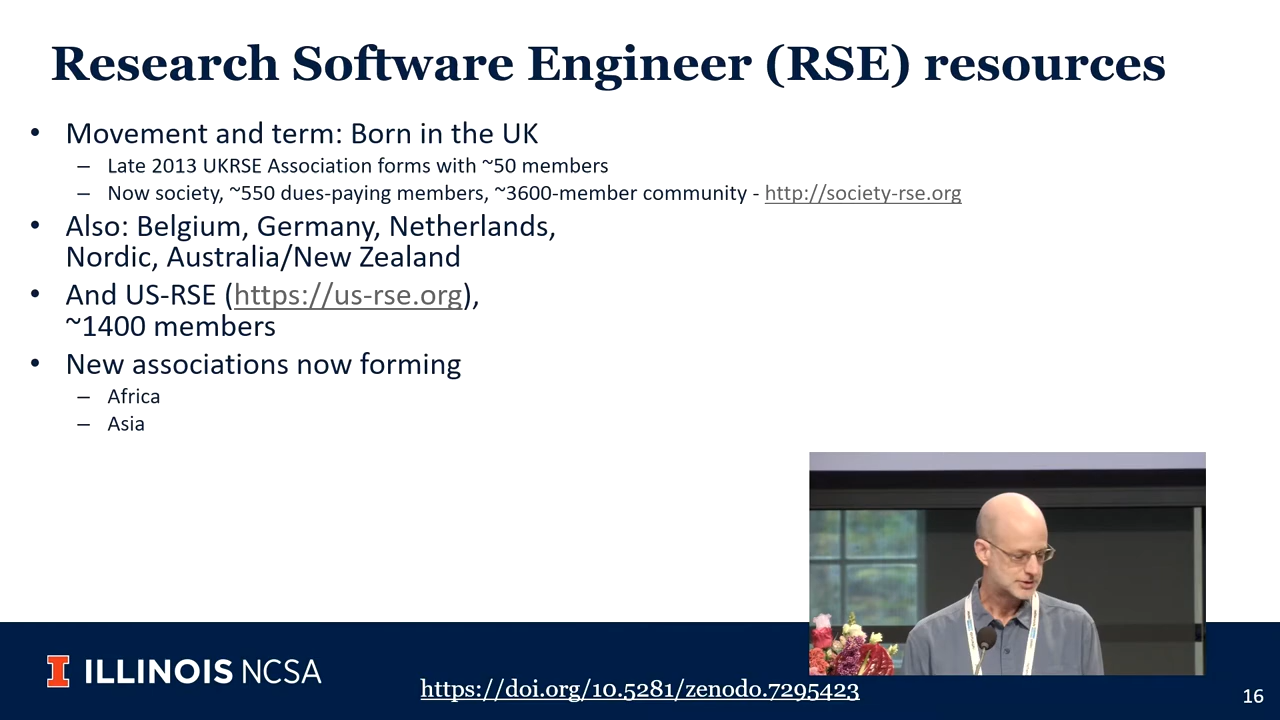 Research Software Engineer (RSE) resources
• Movement and term: Born in the UK
– Late 2013 UKRSE Association forms with ~50 members
– Now society, ~550 dues-paying members, ~3600-member community - http://society-rse.org
• Also: Belgium, Germany, Netherlands,
Nordic, Australia/New Zealand
• And US-RSE (https://us-rse.org),
~1400 members
• New associations now forming
– Africa
– Asia
I ILLINOIS NCSA
https://doi.org/10.5281/zenodo.7295423
16